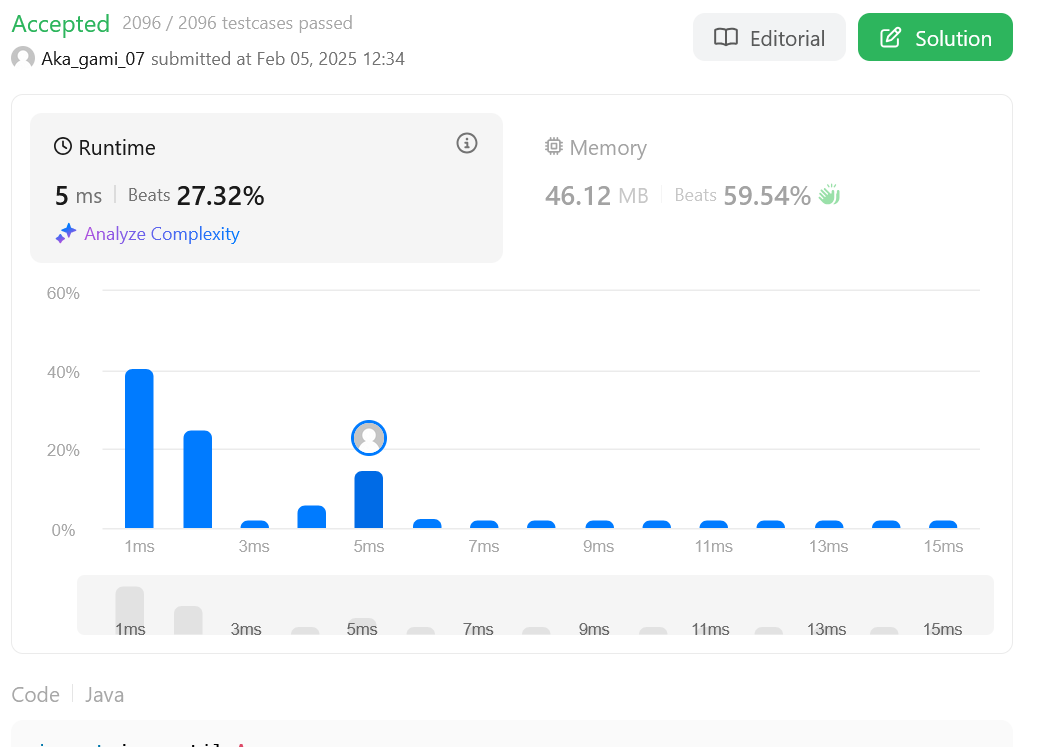 Accepted 2096 / 2096 testcases passed
Editorial
Solution
Aka_gami_07 submitted at Feb 05, 2025 12:34
Runtime
5 ms Beats 27.32%
Analyze Complexity
Memory
46.12 MB Beats 59.54%
60%
40%
20%
0%
1ms 3ms 5ms 7ms 9ms 11ms 13ms 15ms
1ms 3ms 5ms 7ms 9ms 11ms 13ms 15ms
Code Java